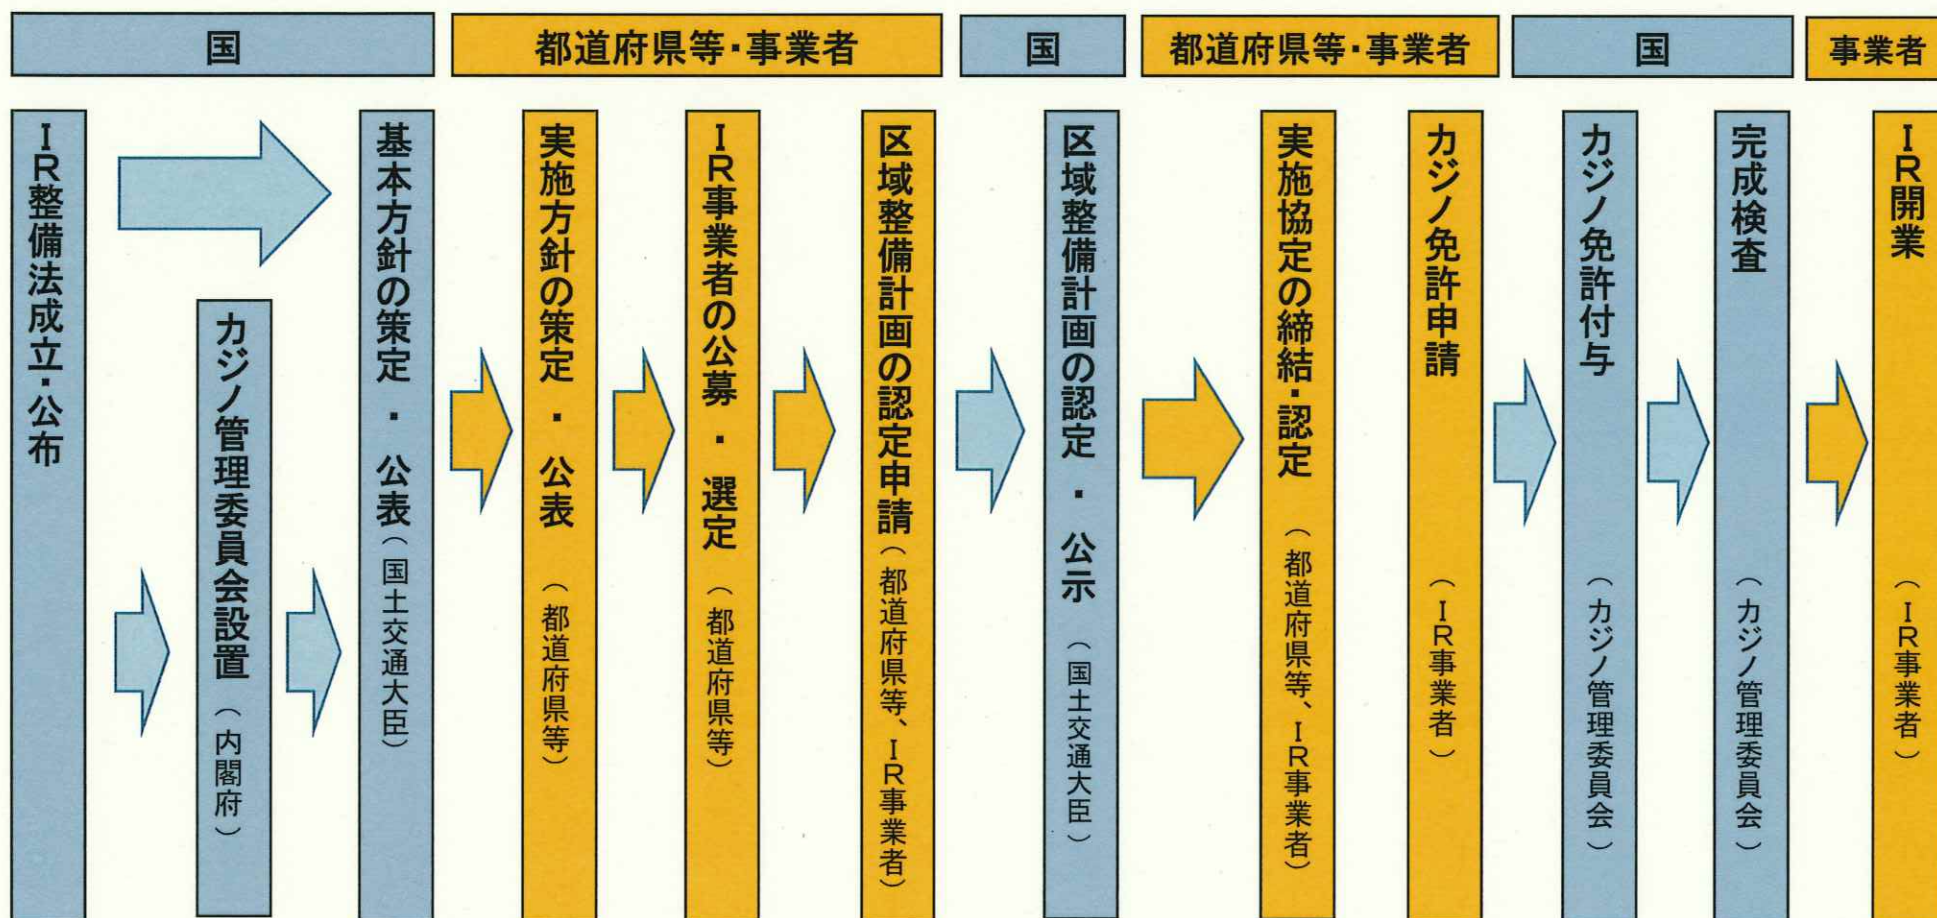 国
都道府県等・事業者
国
都道府県等・事業者
国
事業者
IR整備法成立・公布
カジノ管理委員会設置（内閣府）
基本方針の策定・公表（国土交通大臣）
実施方針の策定・公表（都道府県等）
IR事業者の公募・選定（都道府県等）
区域整備計画の認定申請（都道府県等、IR事業者）
区域整備計画の認定・公示（国土交通大臣）
実施協定の締結・認定（都道府県等、IR事業者）
カジノ免許申請（IR事業者）
カジノ免許付与（カジノ管理委員会）
完成検査（カジノ管理委員会）
IR開業（IR事業者）